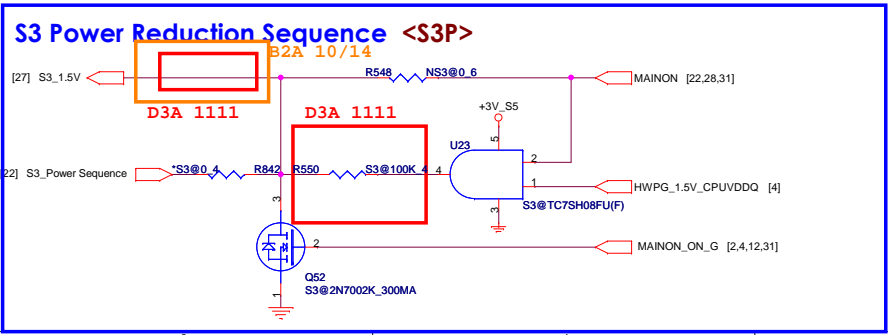 S3 Power Reduction Sequence <S3P>
B2A 10/14
[27] S3_1.5V
R548 NS3@0_6
MAINON [22,28,31]
D3A 1111
D3A 1111
+3V_S5
5
U23
2
22] S3_Power Sequence
*S3@0_4
R842
R550
S3@100K_4
4
1
HWPG_1.5V_CPUVDDQ [4]
3
3
S3@TC7SH08FU(F)
2
MAINON_ON_G [2,4,12,31]
Q52
1
S3@2N7002K_300MA